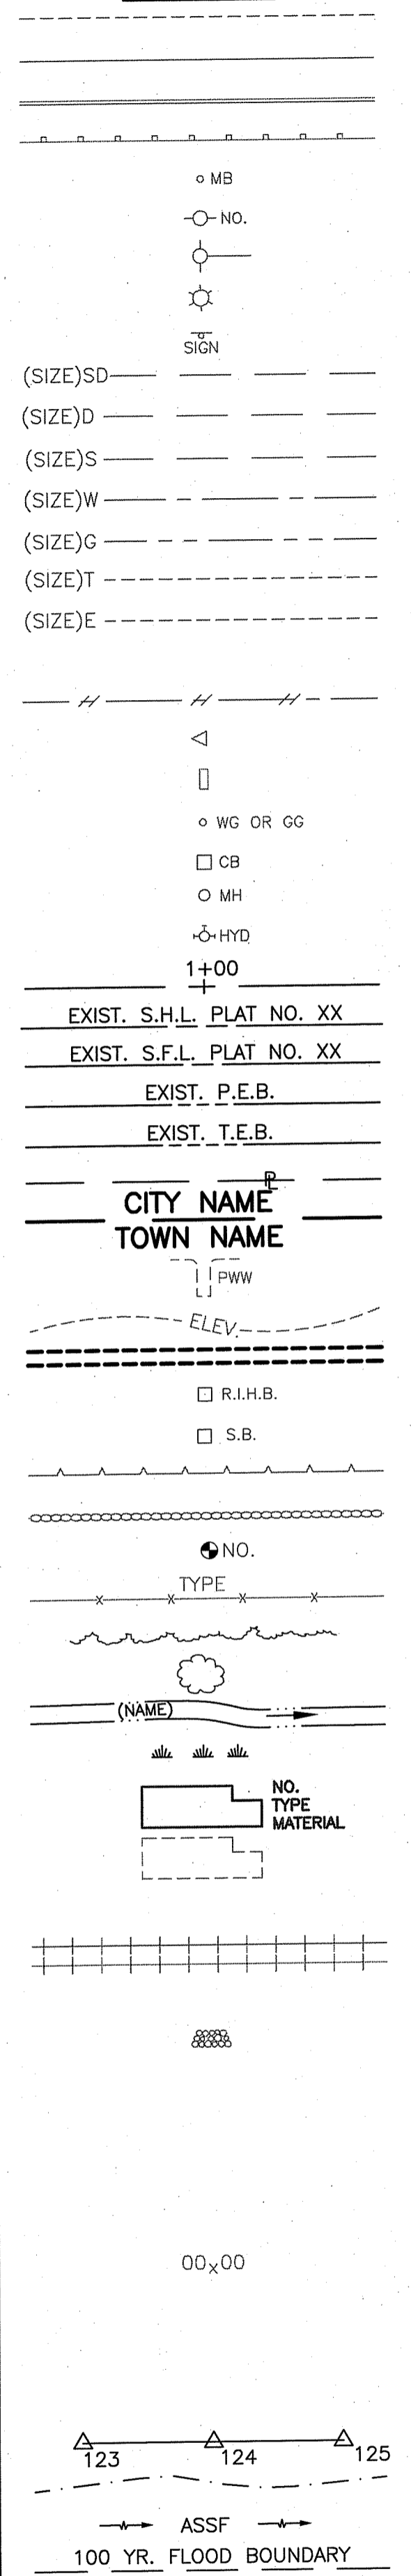 MB
NO.
SIGN
(SIZE)SD
(SIZE)D
(SIZE)S
(SIZE)W
(SIZE)G
(SIZE)T
(SIZE)E
WG OR GG
CB
MH
HYD
1+00
EXIST. S.H.L. PLAT NO. XX
EXIST. S.F.L. PLAT NO. XX
EXIST. P.E.B.
EXIST. T.E.B.
PL
CITY NAME
TOWN NAME
PWW
ELEV.
R.I.H.B.
S.B.
NO.
TYPE
(NAME)
NO.
TYPE
MATERIAL
00x00
123 124 125
ASSF
100 YR. FLOOD BOUNDARY